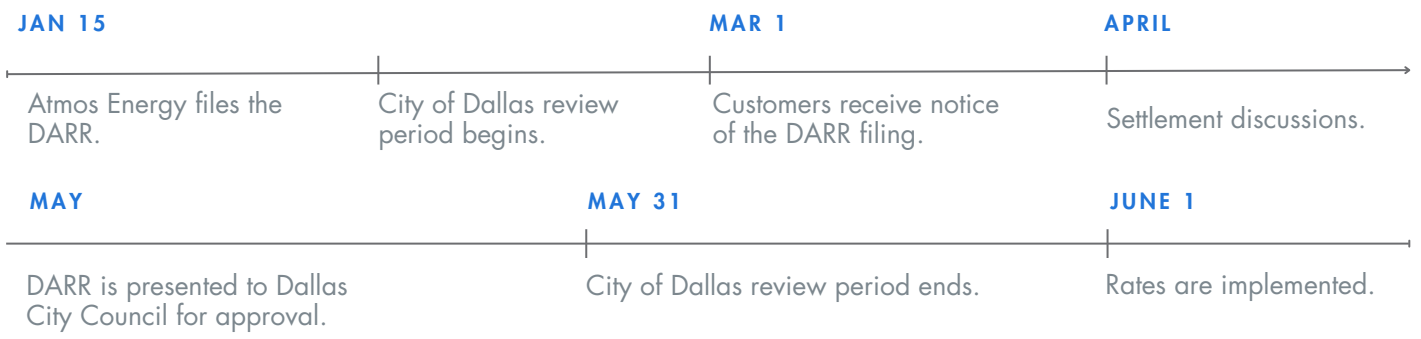 JAN 15 MAR 1 APRIL
Atmos Energy files the
DARR.
City of Dallas review
period begins.
Customers receive notice
of the DARR filing.
Settlement discussions.
MAY MAY 31 JUNE 1
DARR is presented to Dallas
City Council for approval.
City of Dallas review period ends.
Rates are implemented.